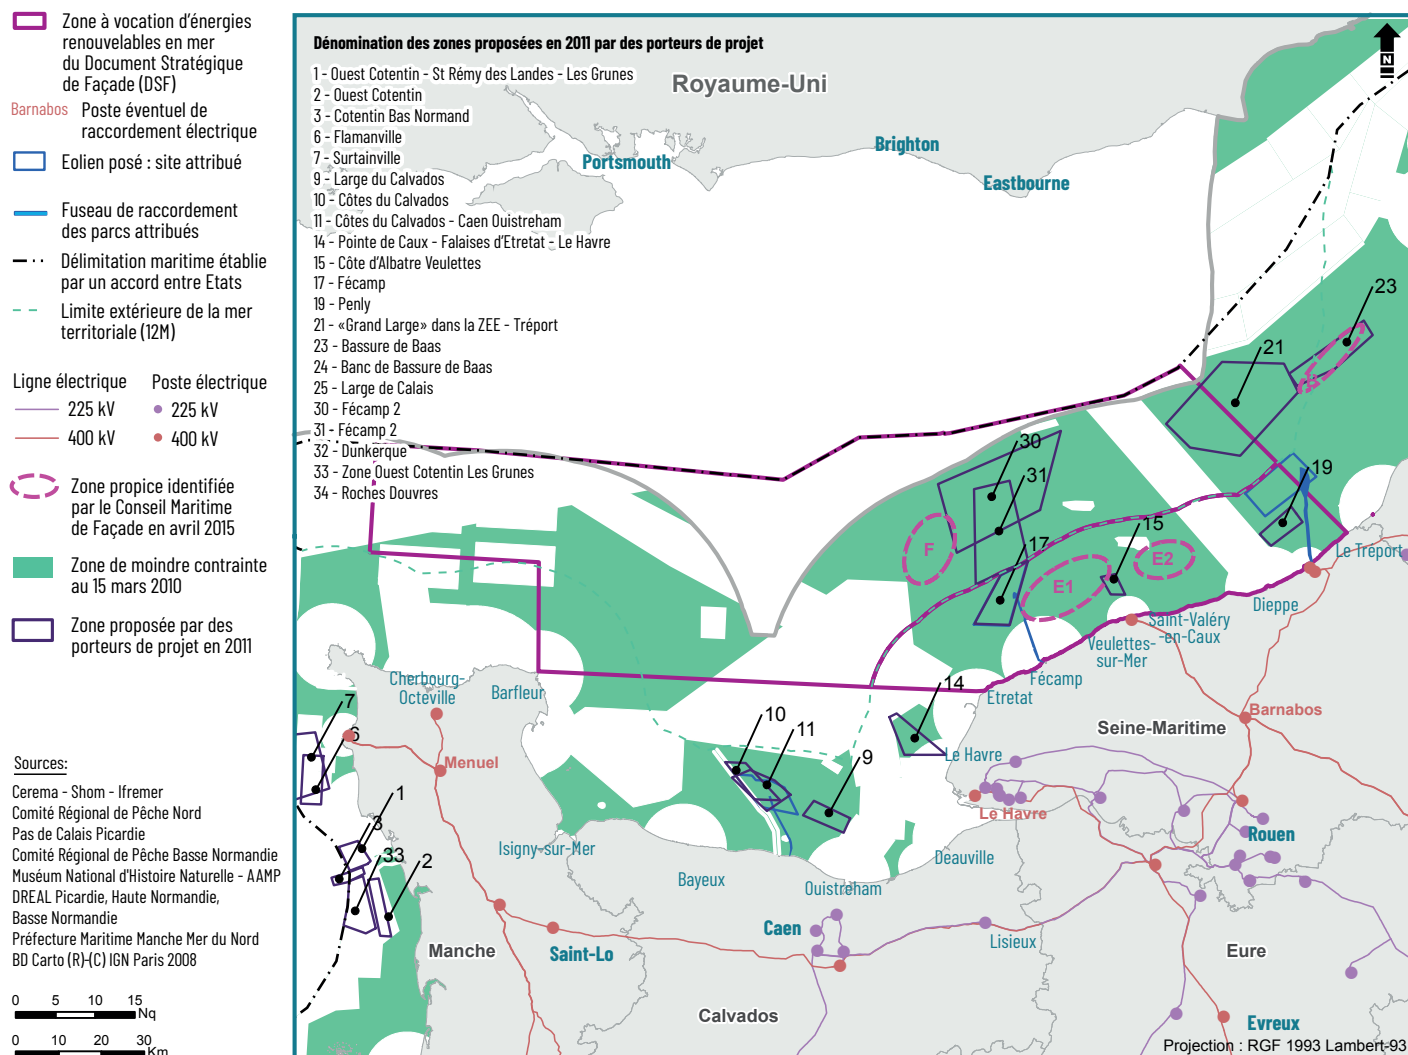 Zone à vocation d'énergies
renouvelables en mer
du Document Stratégique
de Façade (DSF)
Barnabos
Poste éventuel de
raccordement électrique
Eolien posé : site attribué
Fuseau de raccordement
des parcs attribués
Délimitation maritime établie
par un accord entre Etats
Limite extérieure de la mer
territoriale (12M)
Ligne électrique
Poste électrique
225 kV
225 kV
400 kV
400 kV
Zone propice identifiée
par le Conseil Maritime
de Façade en avril 2015
Zone de moindre contrainte
au 15 mars 2010
Zone proposée par des
porteurs de projet en 2011
Sources:
Cerema - Shom - Ifremer
Comité Régional de Pêche Nord
Pas de Calais Picardie
Comité Régional de Pêche Basse Normandie
Muséum National d'Histoire Naturelle - AAMP
DREAL Picardie, Haute Normandie,
Basse Normandie
Préfecture Maritime Manche Mer du Nord
BD Carto (R)-(C) IGN Paris 2008
0 5 10 15
Nq
0 10 20 30
Km
Dénomination des zones proposées en 2011 par des porteurs de projet
1 - Ouest Cotentin - St Rémy des Landes - Les Grunes
2 - Ouest Cotentin
3 - Cotentin Bas Normand
6 - Flamanville
7 - Surtainville
9 - Large du Calvados
10 - Côtes du Calvados
11 - Côtes du Calvados - Caen Ouistreham
14 - Pointe de Caux - Falaises d'Etretat - Le Havre
15 - Côte d'Albatre Veulettes
17 - Fécamp
19 - Penly
21 - «Grand Large» dans la ZEE - Tréport
23 - Bassure de Baas
24 - Banc de Bassure de Baas
25 - Large de Calais
30 - Fécamp 2
31 - Fécamp 2
32 - Dunkerque
33 - Zone Ouest Cotentin Les Grunes
34 - Roches Douvres
Royaume-Uni
N
Portsmouth
Brighton
Eastbourne
23
21
B
30
31
19
15
17
F
E1
E2
Le Tréport
Dieppe
Saint-Valéry
-en-Caux
Veulettes-
sur-Mer
Fécamp
Etretat
14
Cherbourg-
Octeville
Barfleur
7
6
10
11
9
Le Havre
Seine-Maritime
Barnabos
Menuel
1
3
33
2
Le Havre
Rouen
Isigny-sur-Mer
Bayeux
Ouistreham
Deauville
Caen
Lisieux
Manche
Saint-Lo
Eure
Calvados
Evreux
Projection : RGF 1993 Lambert-93